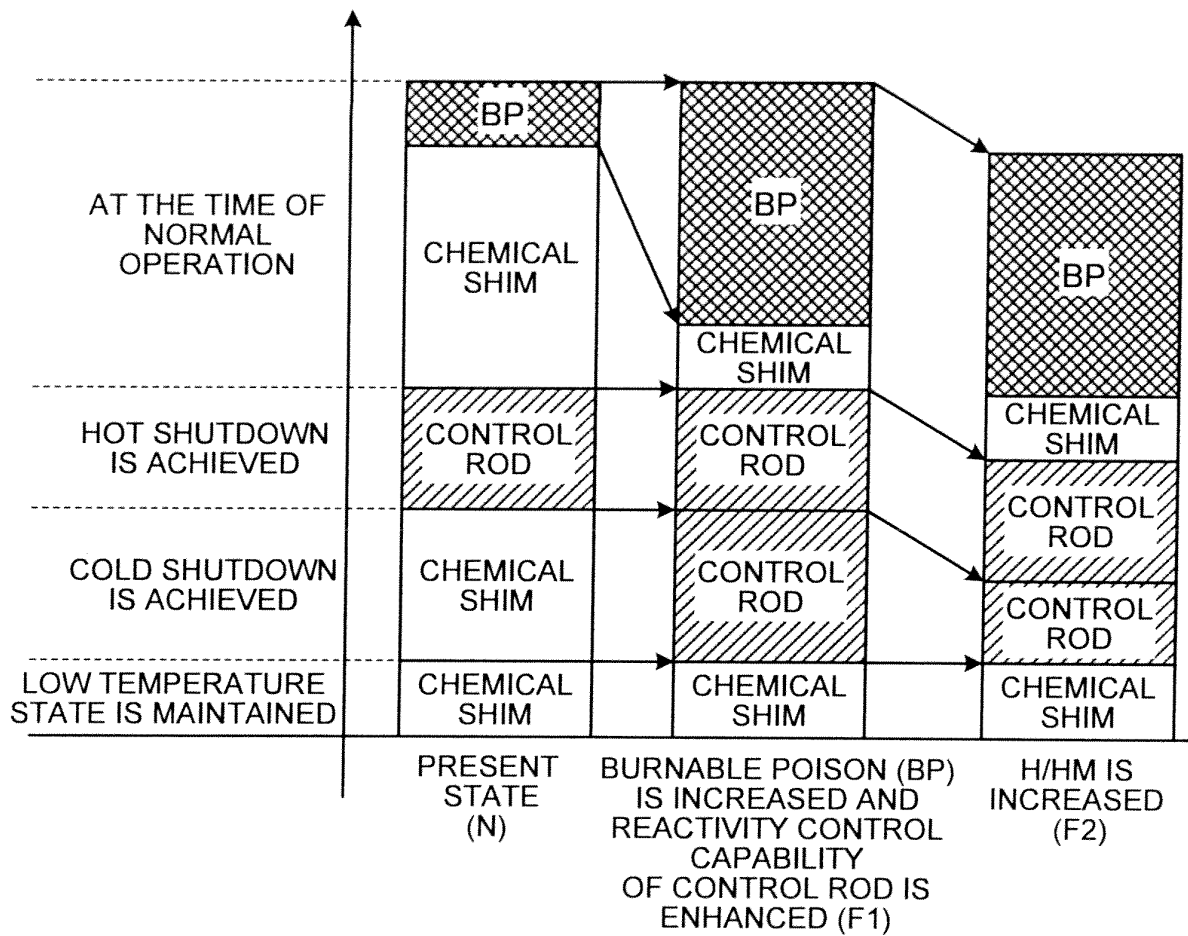 AT THE TIME OF
NORMAL
OPERATION
HOT SHUTDOWN
IS ACHIEVED
COLD SHUTDOWN
IS ACHIEVED
LOW TEMPERATURE
STATE IS MAINTAINED
BP
CHEMICAL
SHIM
CONTROL
ROD
CHEMICAL
SHIM
CHEMICAL
SHIM
PRESENT
STATE
(N)
BP
CHEMICAL
SHIM
CONTROL
ROD
CONTROL
ROD
CHEMICAL
SHIM
BURNABLE POISON (BP)
IS INCREASED AND
REACTIVITY CONTROL
CAPABILITY
OF CONTROL ROD IS
ENHANCED (F1)
BP
CHEMICAL
SHIM
CONTROL
ROD
CONTROL
ROD
CHEMICAL
SHIM
H/HM IS
INCREASED
(F2)